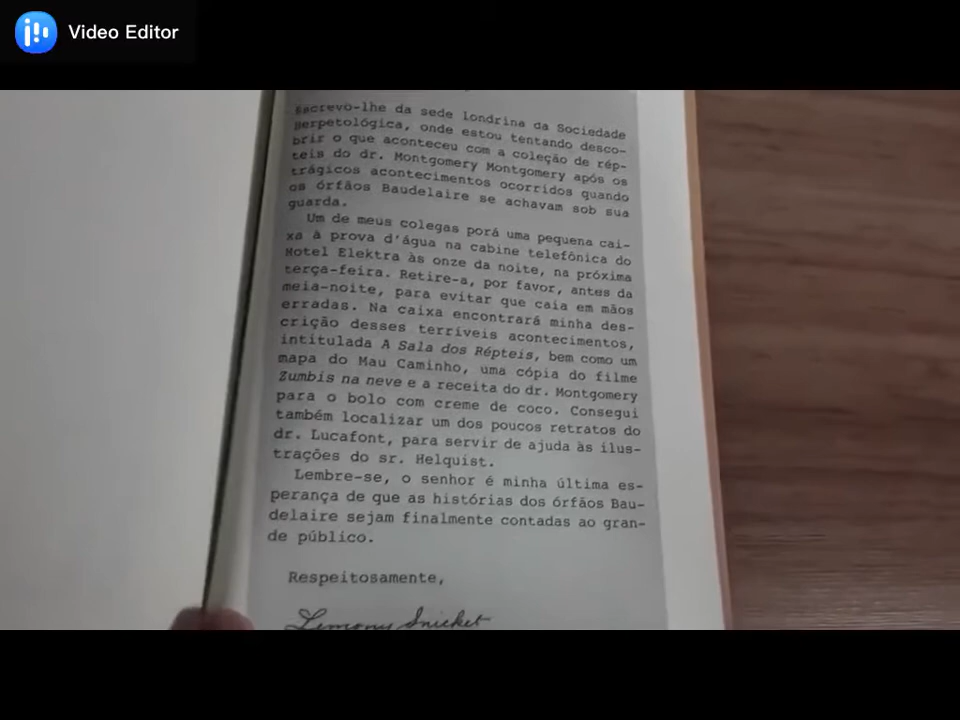 Video Editor
Escrevo-lhe da sede londrina da Sociedade
Herpetológica, onde estou tentando desco-
brir o que aconteceu com a coleção de rép-
teis do dr. Montgomery Montgomery após os
trágicos acontecimentos ocorridos quando
os órfãos Baudelaire se achavam sob sua
guarda.
Um de meus colegas porá uma pequena cai-
xa à prova d'água na cabine telefônica do
Hotel Elektra às onze da noite, na próxima
terça-feira. Retire-a, por favor, antes da
meia-noite, para evitar que caia em mãos
erradas. Na caixa encontrará minha des-
crição desses terríveis acontecimentos,
intitulada A Sala dos Répteis, bem como um
mapa do Mau Caminho, uma cópia do filme
Zumbis na neve e a receita do dr. Montgomery
para o bolo com creme de coco. Consegui
também localizar um dos poucos retratos do
dr. Lucafont, para servir de ajuda às ilus-
trações do sr. Helquist.
Lembre-se, o senhor é minha última es-
perança de que as histórias dos órfãos Bau-
delaire sejam finalmente contadas ao gran-
de público.
Respeitosamente,
Lemony Snicket